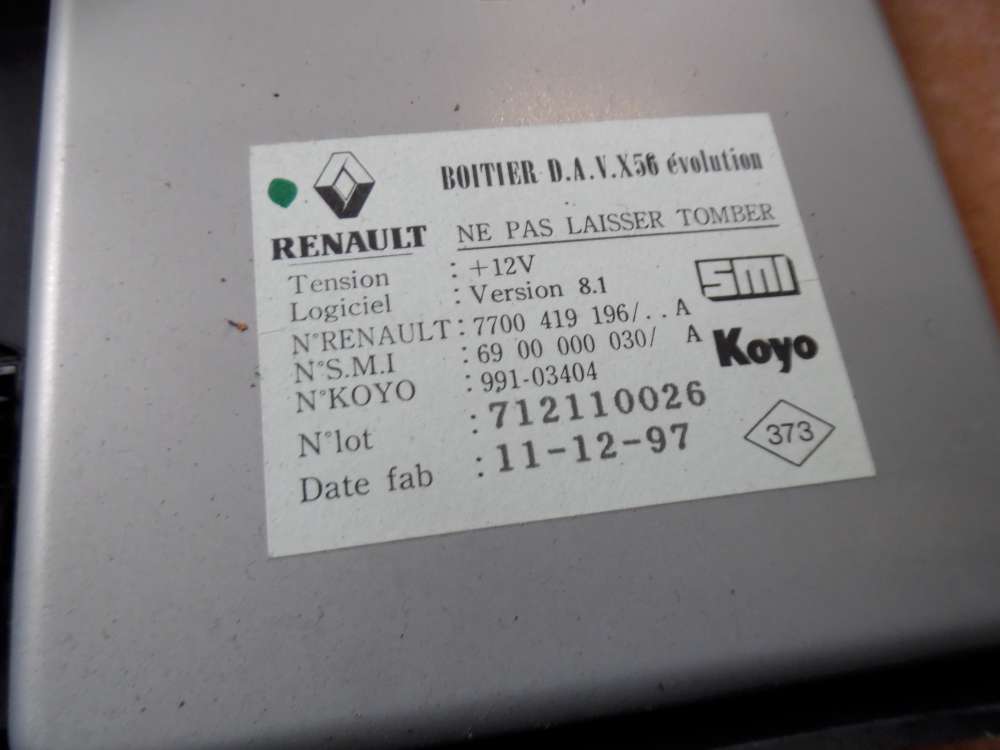 BOITIER D.A.V.X56 évolution
RENAULT
NE PAS LAISSER TOMBER
Tension : +12V
Logiciel : Version 8.1
N°RENAULT : 7700 419 196/..A
N°S.M.I : 69 00 000 030/ A
N°KOYO : 991-03404
N°lot : 712110026
Date fab : 11-12-97
SMI
Koyo
373